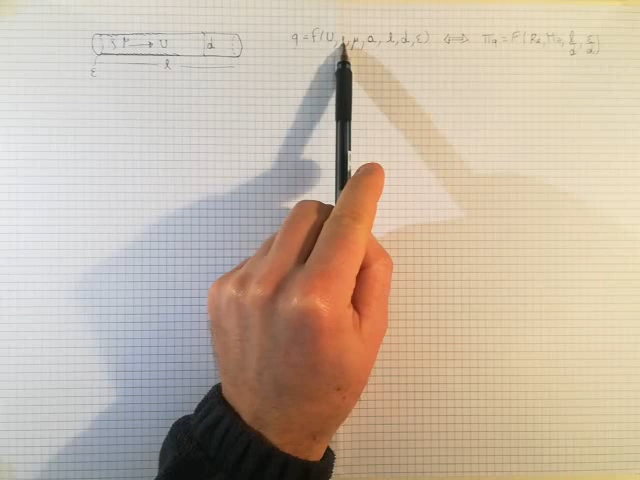 ρ μ → U d
ε l
q = f(U, ρ, μ, a, l, d, ε) ⇔ π_q = F(Re, Ma, l/d, ε/d)